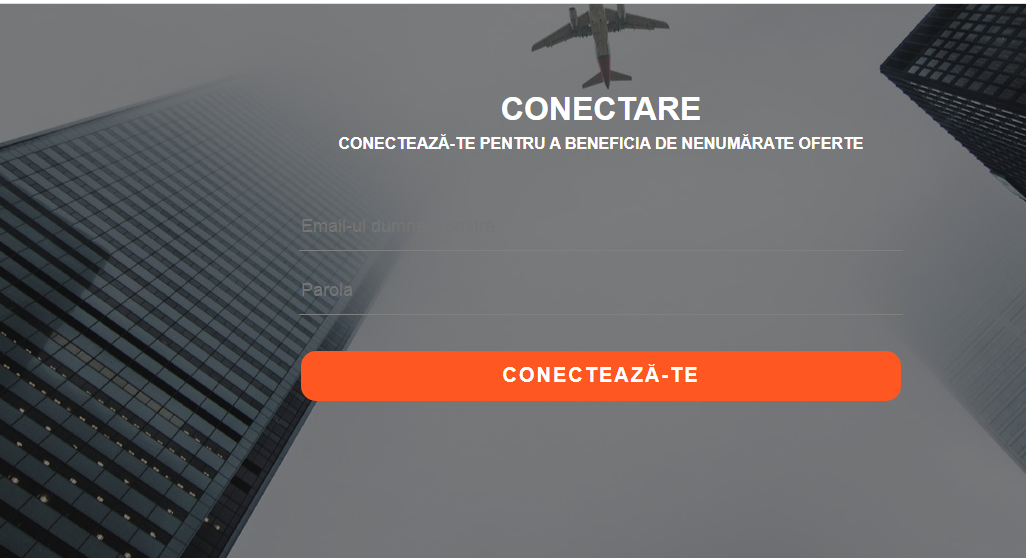 CONECTARE
CONECTEAZĂ-TE PENTRU A BENEFICIA DE NENUMĂRATE OFERTE
Email-ul
Parola
CONECTEAZĂ-TE